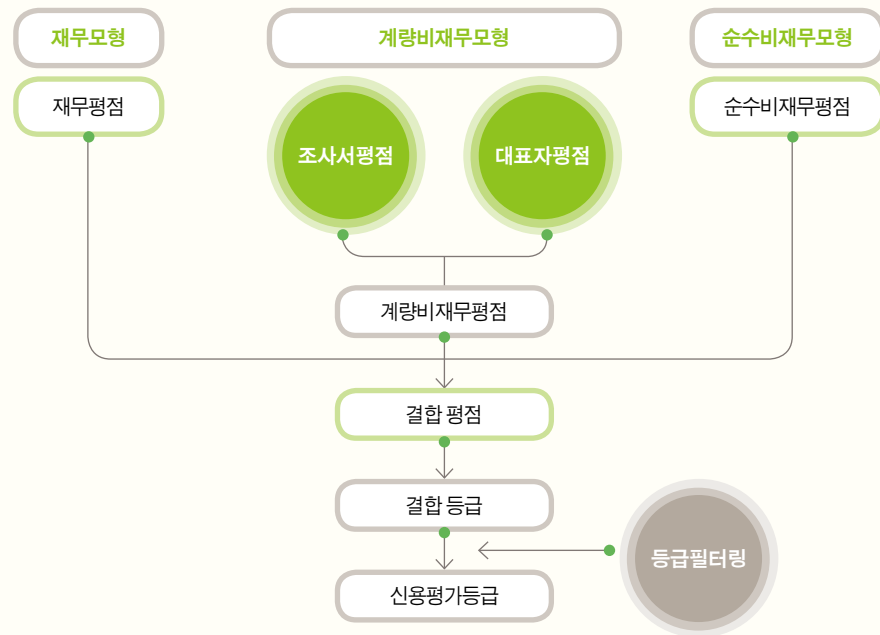 재무모형
계량비재무모형
순수비재무모형
재무평점
순수비재무평점
조사서평점
대표자평점
계량비재무평점
결합 평점
결합 등급
등급필터링
신용평가등급